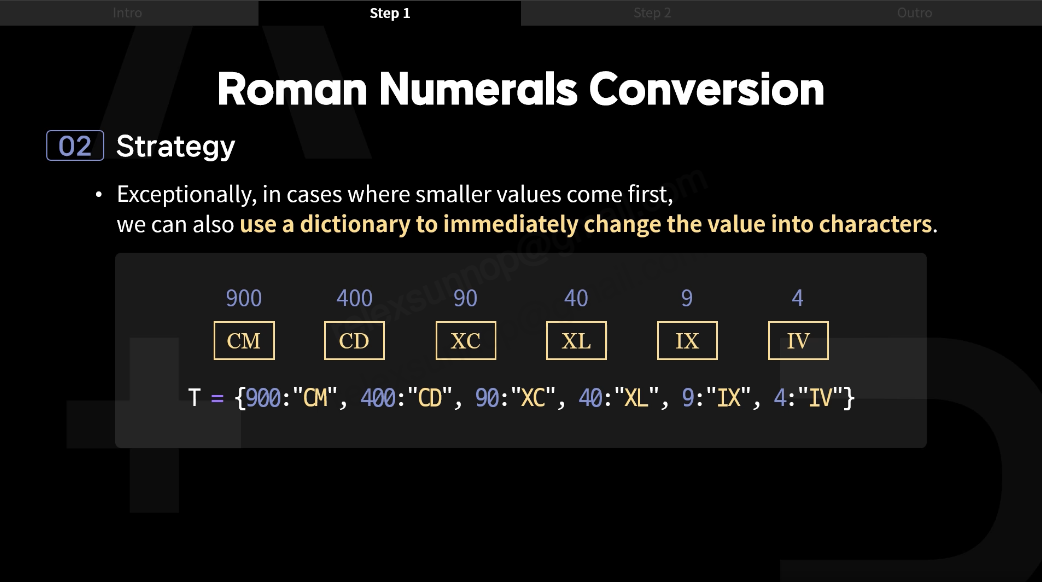 Intro
Step 1
Step 2
Outro
Roman Numerals Conversion
02 Strategy
• Exceptionally, in cases where smaller values come first,
we can also use a dictionary to immediately change the value into characters.
900 400 90 40 9 4
CM CD XC XL IX IV
T = {900:"CM", 400:"CD", 90:"XC", 40:"XL", 9:"IX", 4:"IV"}